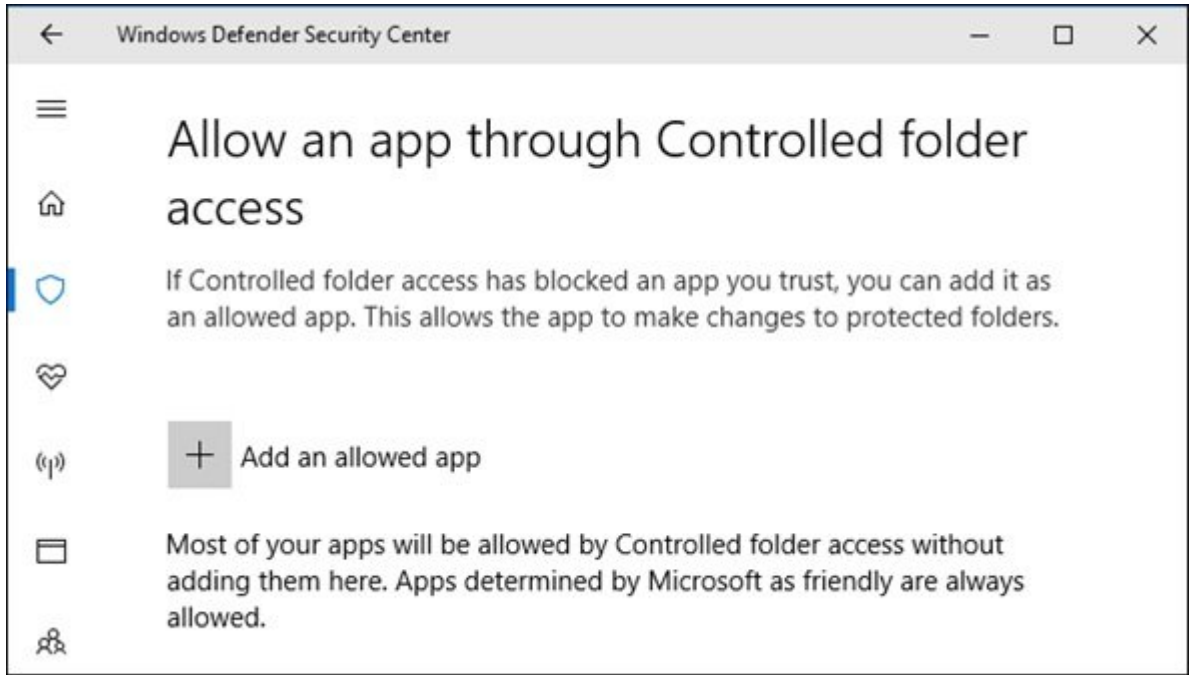 Windows Defender Security Center
Allow an app through Controlled folder
access
If Controlled folder access has blocked an app you trust, you can add it as
an allowed app. This allows the app to make changes to protected folders.
Add an allowed app
Most of your apps will be allowed by Controlled folder access without
adding them here. Apps determined by Microsoft as friendly are always
allowed.